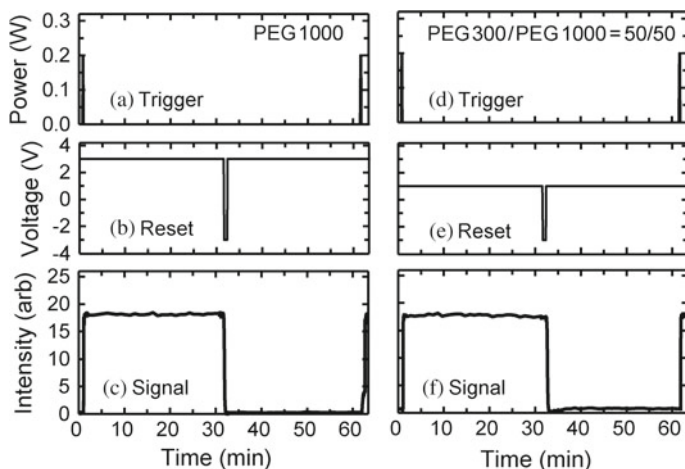 PEG1000
PEG300/PEG1000=50/50
Power (W)
0.3
0.2
0.1
0.0
(a) Trigger
(d) Trigger
Voltage (V)
4
2
0
-2
-4
(b) Reset
(e) Reset
Intensity (arb)
25
20
15
10
5
0
(c) Signal
(f) Signal
0 10 20 30 40 50 60
0 10 20 30 40 50 60
Time (min)
Time (min)